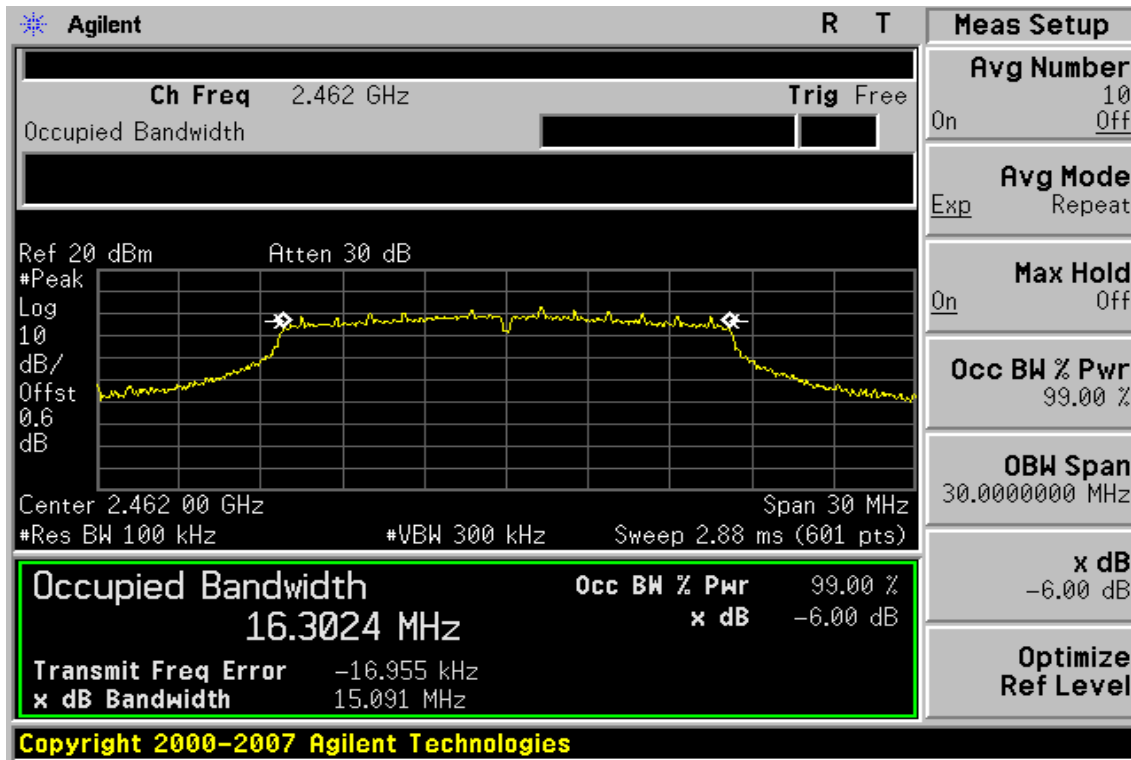 Agilent R T
Ch Freq 2.462 GHz Trig Free
Occupied Bandwidth
Ref 20 dBm Atten 30 dB
#Peak
Log
10
dB/
Offst
0.6
dB
Center 2.462 00 GHz Span 30 MHz
#Res BW 100 kHz #VBW 300 kHz Sweep 2.88 ms (601 pts)
Occupied Bandwidth
16.3024 MHz
Occ BW % Pwr 99.00 %
x dB -6.00 dB
Transmit Freq Error -16.955 kHz
x dB Bandwidth 15.091 MHz
Copyright 2000-2007 Agilent Technologies
Meas Setup
Avg Number
10
On Off
Avg Mode
Exp Repeat
Max Hold
On Off
Occ BW % Pwr
99.00 %
OBW Span
30.0000000 MHz
x dB
-6.00 dB
Optimize
Ref Level